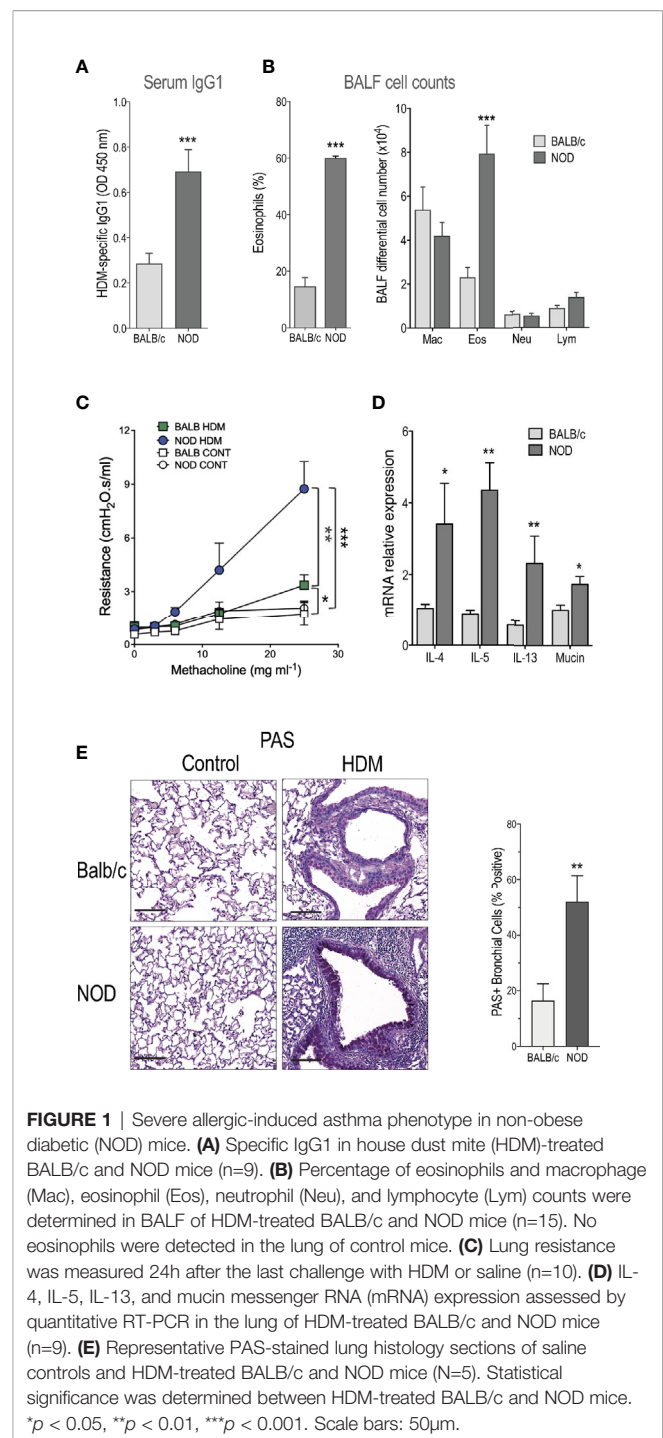 A
Serum IgG1
B
BALF cell counts
HDM-specific IgG1 (OD 450 nm)
1.0
0.8
0.6
0.4
0.2
0.0
***
BALB/c
NOD
Eosinophils (%)
80
60
40
20
0
***
BALB/c
NOD
BALF differential cell number (x10⁴)
10
8
6
4
2
0
***
BALB/c
NOD
Mac
Eos
Neu
Lym
C
BALB HDM
NOD HDM
BALB CONT
NOD CONT
Resistance (cmH₂O.s/ml)
12
9
6
3
0
**
***
*
0
10
20
30
Methacholine (mg ml⁻¹)
D
BALB/c
NOD
mRNA relative expression
6
4
2
0
*
**
**
*
IL-4
IL-5
IL-13
Mucin
E
PAS
Control
HDM
Balb/c
NOD
PAS+ Bronchial Cells (% Positive)
80
60
40
20
0
**
BALB/c
NOD
FIGURE 1 | Severe allergic-induced asthma phenotype in non-obese
diabetic (NOD) mice. (A) Specific IgG1 in house dust mite (HDM)-treated
BALB/c and NOD mice (n=9). (B) Percentage of eosinophils and macrophage
(Mac), eosinophil (Eos), neutrophil (Neu), and lymphocyte (Lym) counts were
determined in BALF of HDM-treated BALB/c and NOD mice (n=15). No
eosinophils were detected in the lung of control mice. (C) Lung resistance
was measured 24h after the last challenge with HDM or saline (n=10). (D) IL-
4, IL-5, IL-13, and mucin messenger RNA (mRNA) expression assessed by
quantitative RT-PCR in the lung of HDM-treated BALB/c and NOD mice
(n=9). (E) Representative PAS-stained lung histology sections of saline
controls and HDM-treated BALB/c and NOD mice (N=5). Statistical
significance was determined between HDM-treated BALB/c and NOD mice.
*p < 0.05, **p < 0.01, ***p < 0.001. Scale bars: 50µm.